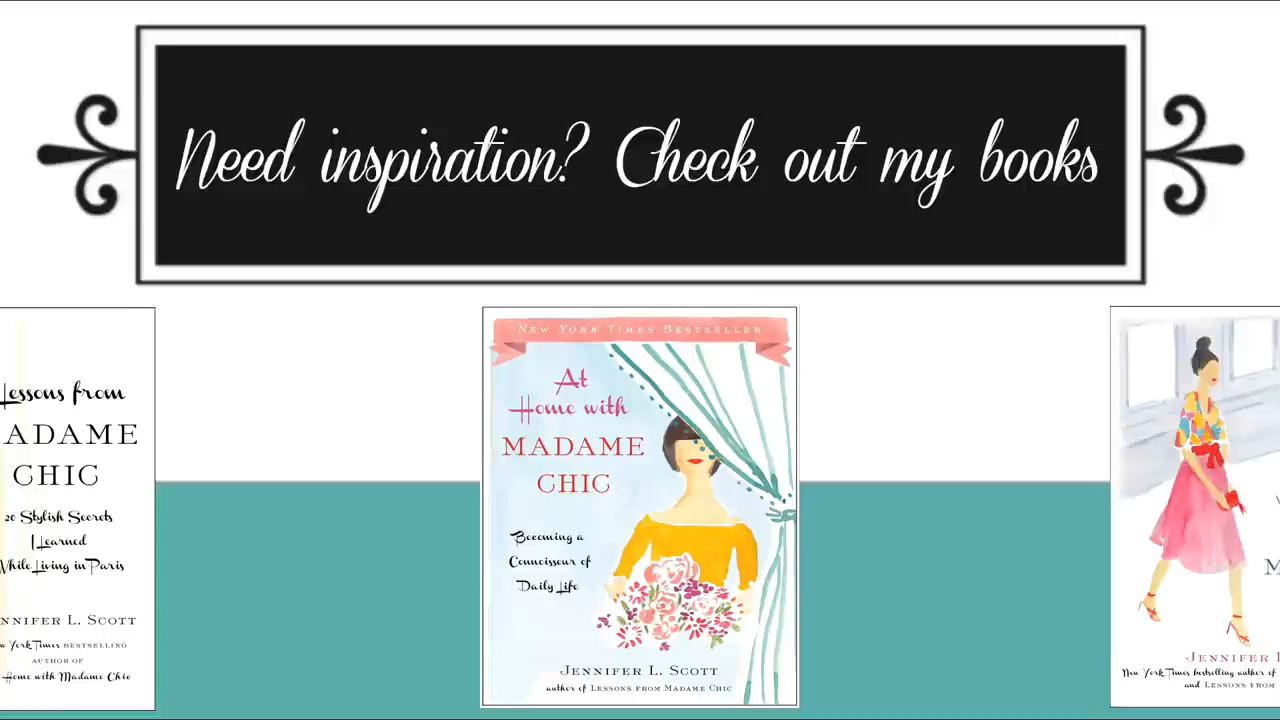 Need inspiration? Check out my books
Lessons from
ADAME
CHIC
20 Stylish Secrets
I Learned
While Living in Paris
NNIFER L. SCOTT
w York Times BESTSELLING
AUTHOR OF
Home with Madame Chic
NEW YORK TIMES BESTSELLER
At
Home with
MADAME
CHIC
Becoming a
Connoisseur of
Daily Life
JENNIFER L. SCOTT
author of LESSONS FROM MADAME CHIC
M
JENNIFER
New York Times bestselling author of
and LESSONS FROM